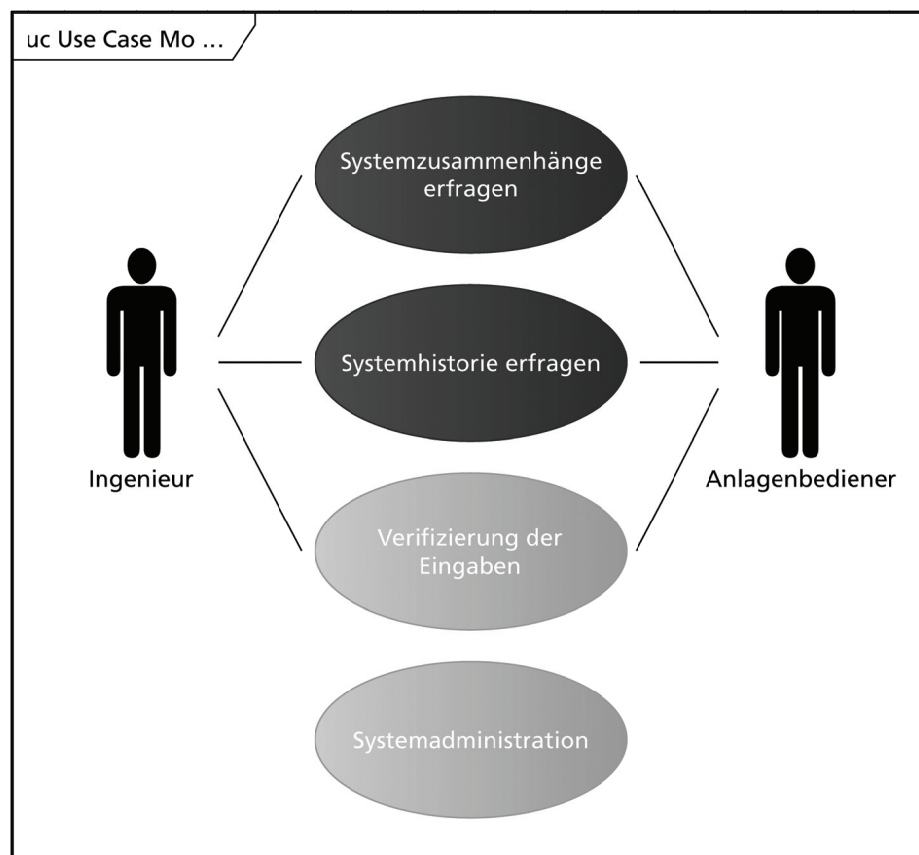 uc Use Case Mo ...
Systemzusammenhänge
erfragen
Systemhistorie erfragen
Ingenieur
Anlagenbediener
Verifizierung der
Eingaben
Systemadministration